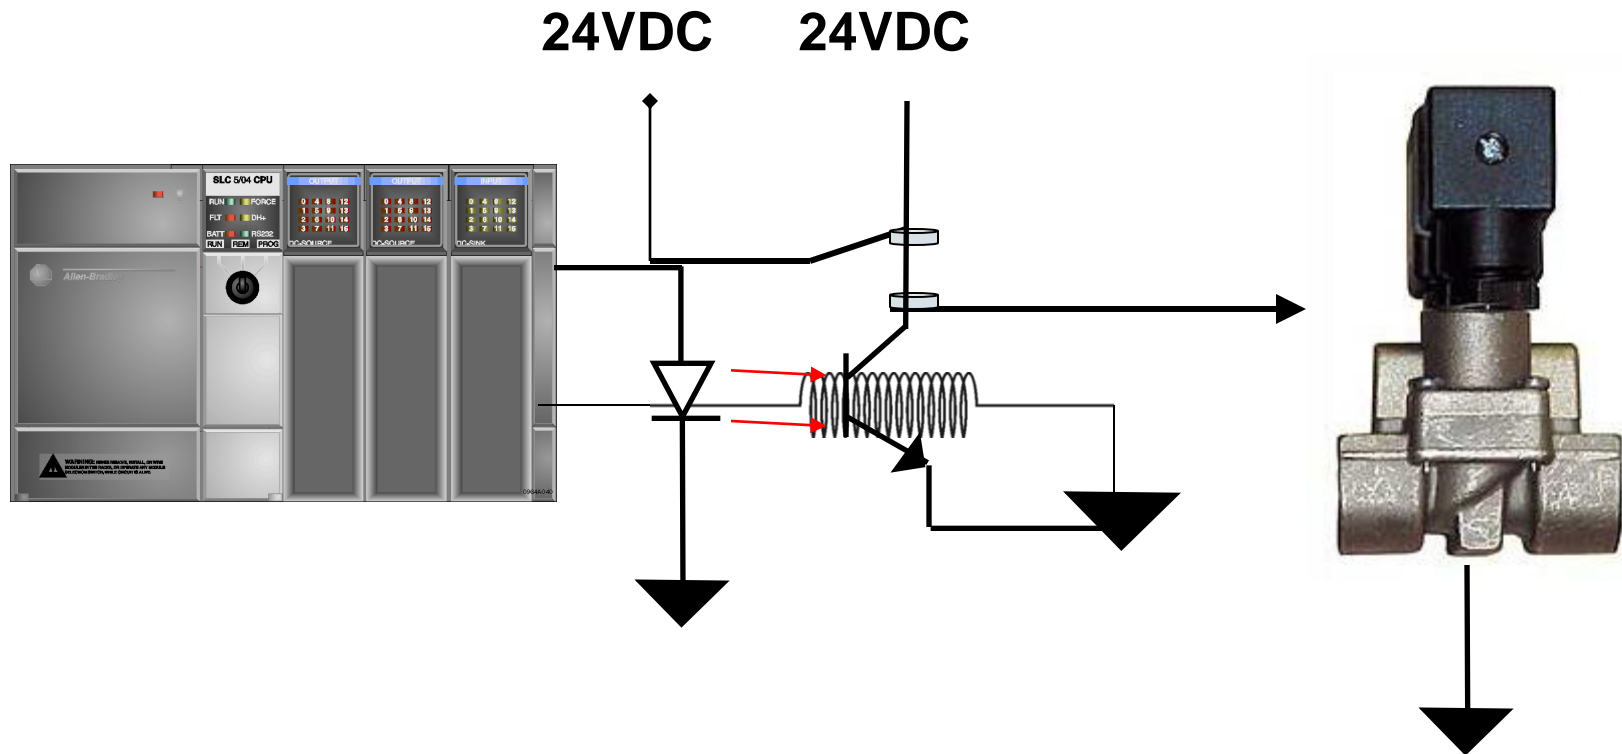 24VDC 24VDC
SLC 5/04 CPU
RUN FORCE
FLT DH+
BATT RS232
RUN REM PROG
OUTPUT
0 4 8 12
1 5 9 13
2 6 10 14
3 7 11 15
DC-SOURCE
OUTPUT
0 4 8 12
1 5 9 13
2 6 10 14
3 7 11 15
DC-SOURCE
INPUT
0 4 8 12
1 5 9 13
2 6 10 14
3 7 11 15
DC-SINK
Allen-Bradley